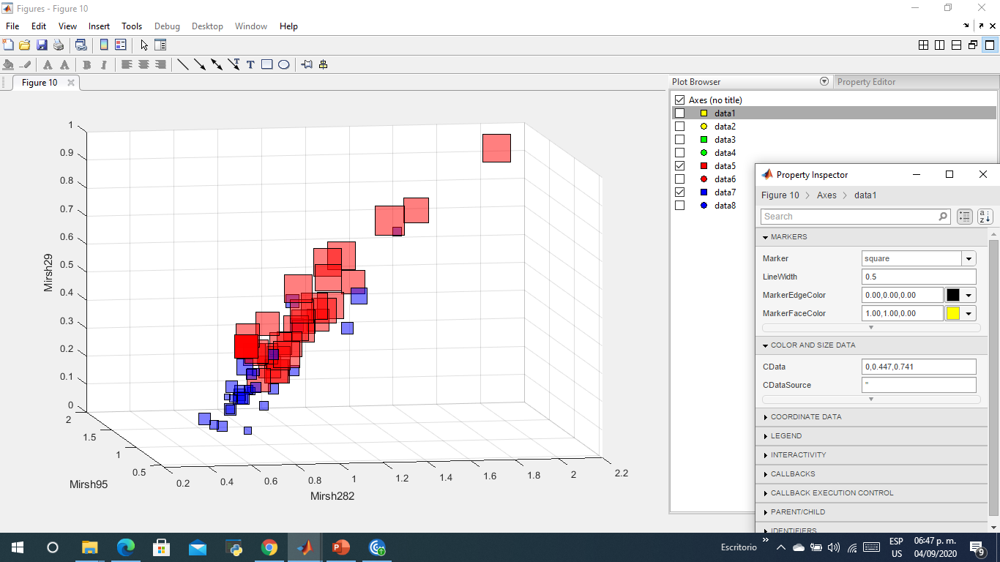 Figures - Figure 10
File Edit View Insert Tools Debug Desktop Window Help
Figure 10
Plot Browser
Property Editor
Axes (no title)
data1
data2
data3
data4
data5
data6
data7
data8
1
0.9
0.8
0.7
0.6
0.5
0.4
0.3
0.2
0.1
0
Mirsh29
2
1.5
1
0.5
Mirsh95
0.2 0.4 0.6 0.8 1 1.2 1.4 1.6 1.8 2 2.2
Mirsh282
Property Inspector
Figure 10 > Axes > data1
Search
MARKERS
Marker square
LineWidth 0.5
MarkerEdgeColor 0.00,0.00,0.00
MarkerFaceColor 1.00,1.00,0.00
COLOR AND SIZE DATA
CData 0,0.447,0.741
CDataSource ''
COORDINATE DATA
LEGEND
INTERACTIVITY
CALLBACKS
CALLBACK EXECUTION CONTROL
PARENT/CHILD
IDENTIFIERS
Escritorio
ESP 06:47 p. m.
US 04/09/2020
9